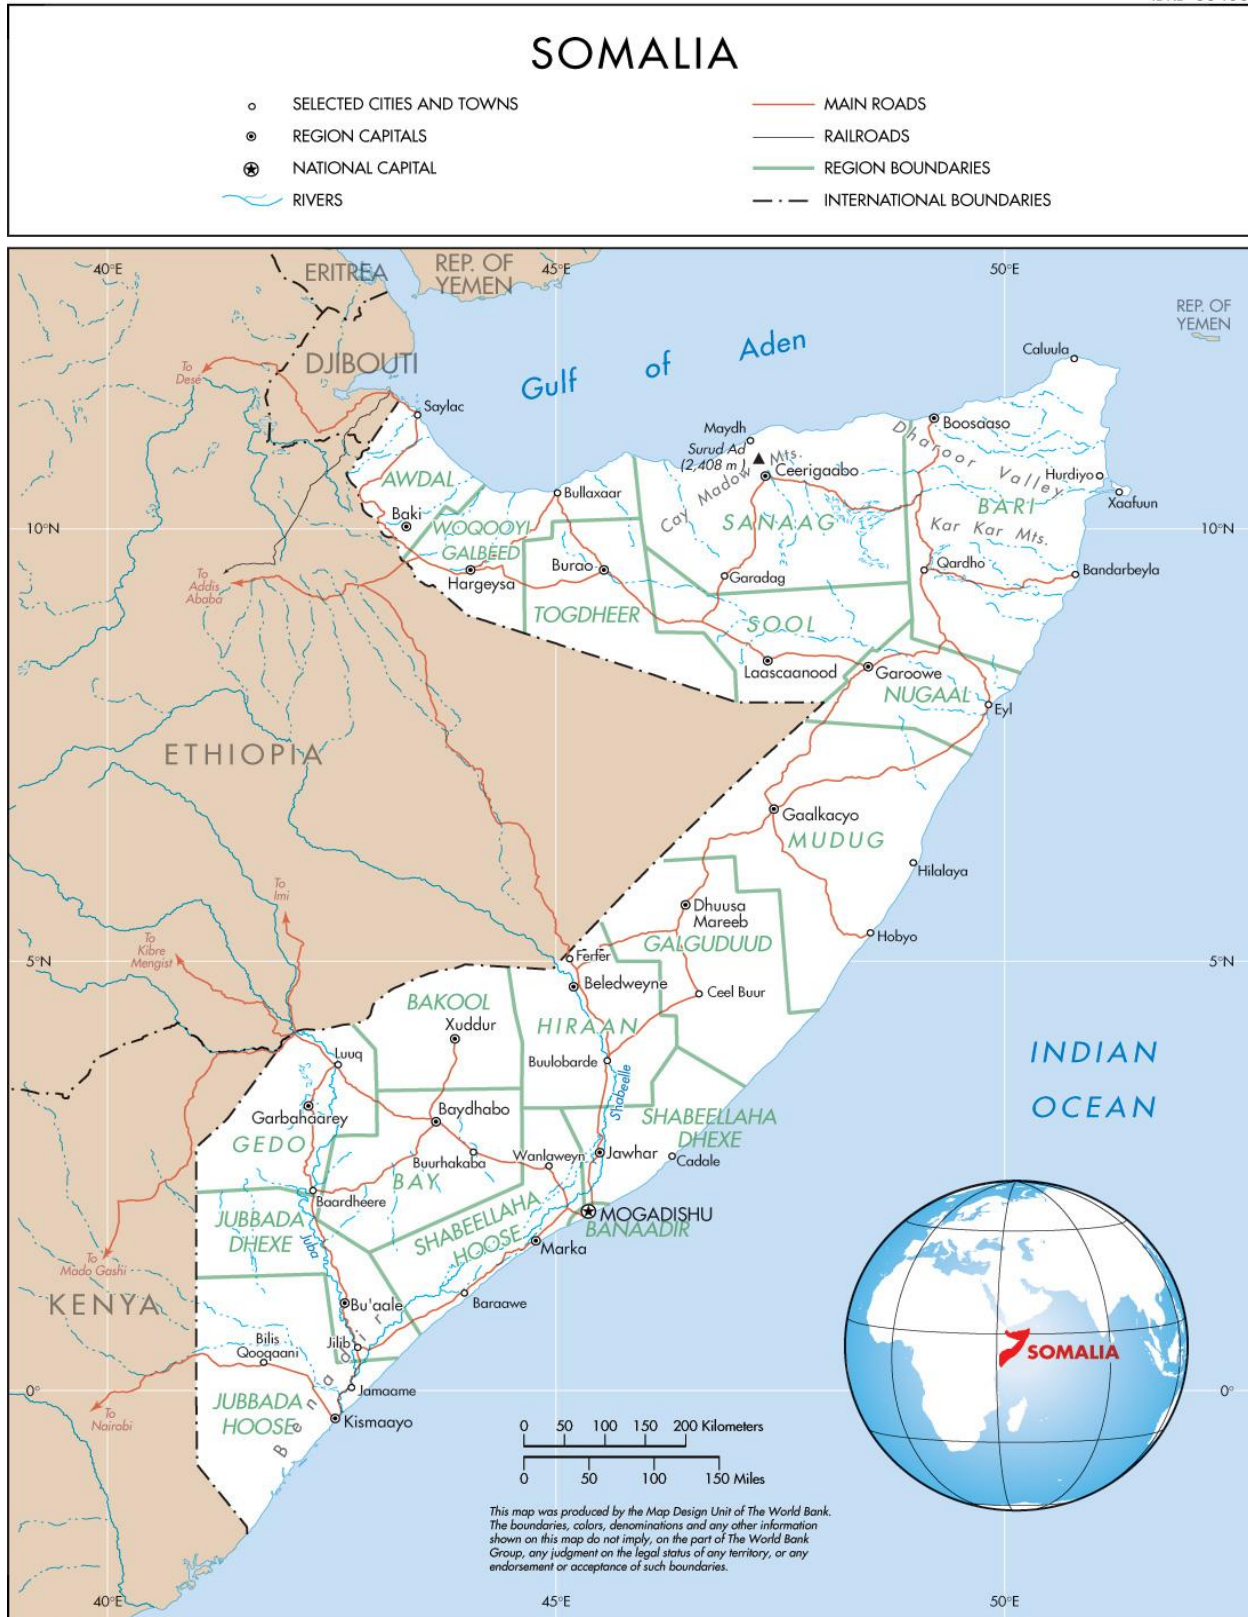 SOMALIA
SELECTED CITIES AND TOWNS
REGION CAPITALS
NATIONAL CAPITAL
RIVERS
MAIN ROADS
RAILROADS
REGION BOUNDARIES
INTERNATIONAL BOUNDARIES
40°E
45°E
50°E
ERITREA
REP. OF
YEMEN
REP. OF
YEMEN
DJIBOUTI
To
Desé
Gulf of Aden
Caluula
Saylac
Maydh
Surud Ad
(2,408 m)
Boosaaso
Dharoor Valley
Cay Madow Mts.
Ceerigaabo
Hurdiyo
Xaafuun
AWDAL
Bullaxaar
BARI
SANAAG
Baki
WOQOOYI
GALBEED
Kar Kar Mts.
10°N
10°N
To
Addis
Ababa
Hargeysa
Burao
Garadag
Qardho
Bandarbeyla
TOGDHEER
SOOL
Laascaanood
Garoowe
NUGAAL
Eyl
ETHIOPIA
Gaalkacyo
MUDUG
Hilalaya
To
Imi
Dhuusa
Mareeb
GALGUDUUD
Hobyo
To
Kibre
Mengist
5°N
5°N
Ferfer
Beledweyne
Ceel Buur
BAKOOL
Xuddur
HIRAAN
Luuq
Buulobarde
Shabeelle
INDIAN
OCEAN
Garbahaarey
Baydhabo
GEDO
SHABEELLAHA
DHEXE
Buurhakaba
Wanlaweyn
Jawhar
Cadale
BAY
Baardheere
JUBBADA
DHEXE
SHABEELLAHA
HOOSE
MOGADISHU
BANAADIR
Juba
Marka
To
Mado Gashi
KENYA
Bu'aale
Baraawe
Bilis
Qooqaani
Jilib
Benadir
Jamaame
0°
0°
To
Nairobi
JUBBADA
HOOSE
Kismaayo
SOMALIA
0 50 100 150 200 Kilometers
0 50 100 150 Miles
This map was produced by the Map Design Unit of The World Bank.
The boundaries, colors, denominations and any other information
shown on this map do not imply, on the part of The World Bank
Group, any judgment on the legal status of any territory, or any
endorsement or acceptance of such boundaries.
40°E
45°E
50°E